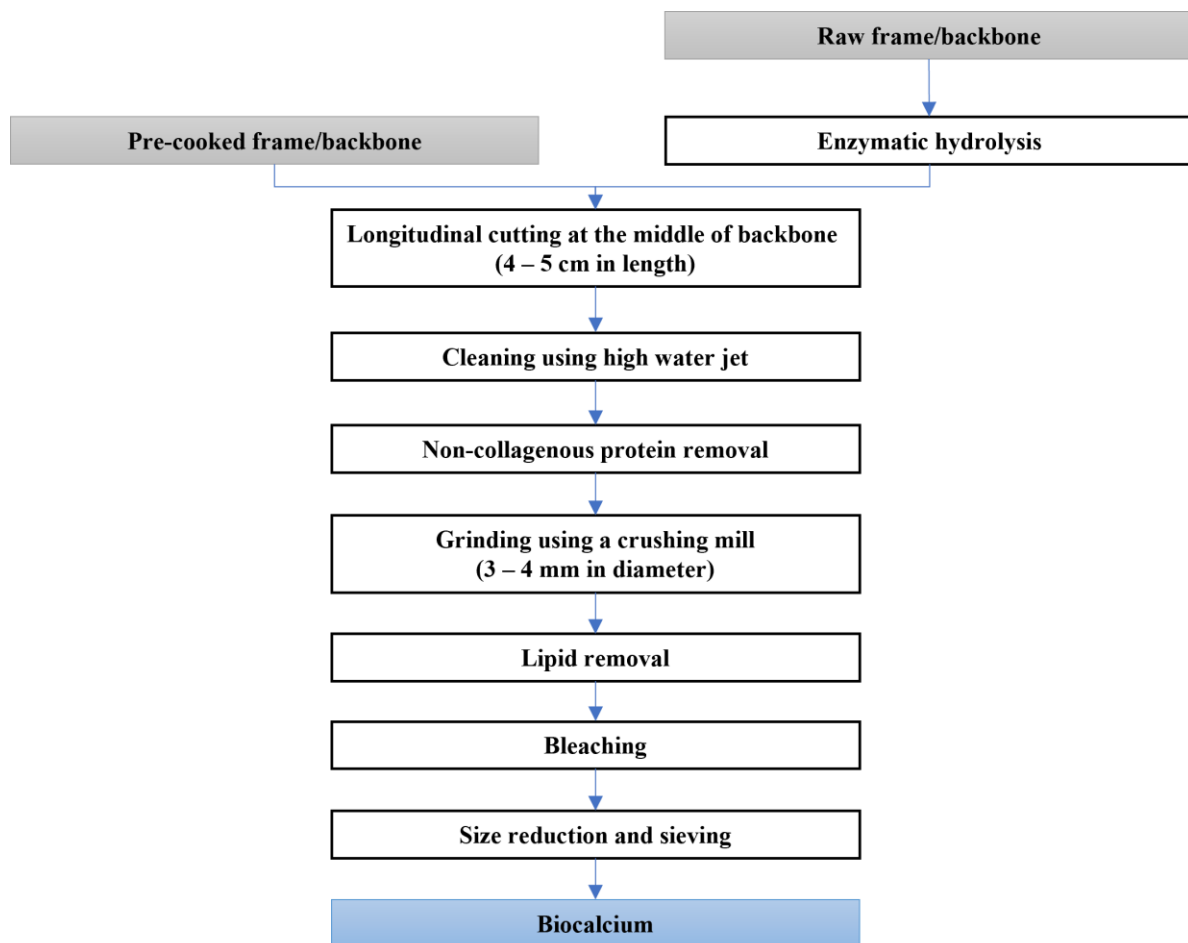 Raw frame/backbone
Pre-cooked frame/backbone
Enzymatic hydrolysis
Longitudinal cutting at the middle of backbone
(4 – 5 cm in length)
Cleaning using high water jet
Non-collagenous protein removal
Grinding using a crushing mill
(3 – 4 mm in diameter)
Lipid removal
Bleaching
Size reduction and sieving
Biocalcium